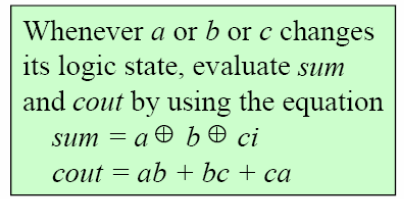 Whenever a or b or c changes
its logic state, evaluate sum
and cout by using the equation
sum = a ⊕ b ⊕ ci
cout = ab + bc + ca